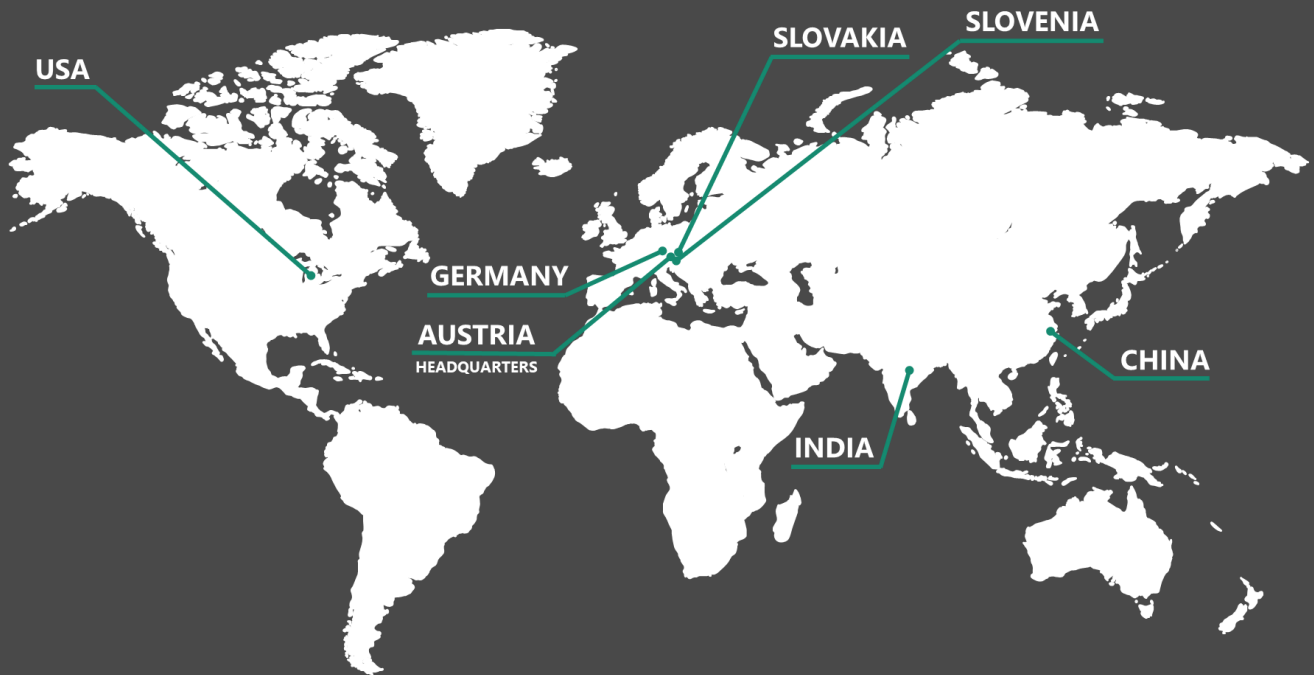 SLOVENIA
SLOVAKIA
USA
GERMANY
AUSTRIA
HEADQUARTERS
CHINA
INDIA